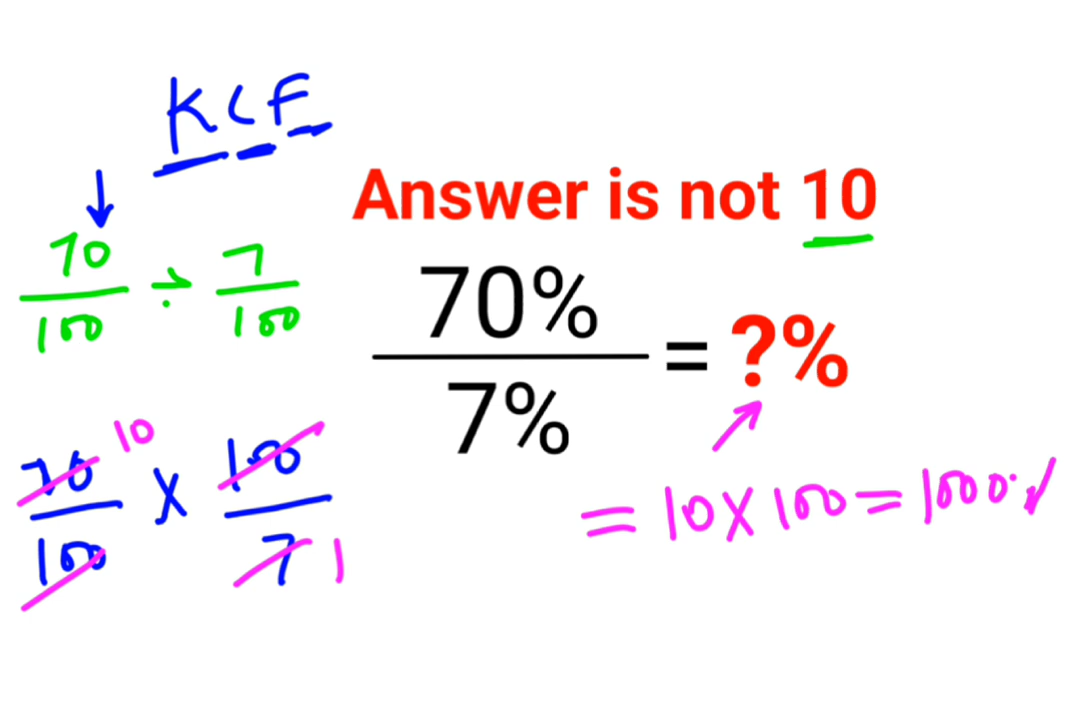 KCF
Answer is not 10
70/100 ÷ 7/100
70%
7%
= ?%
70/100 10 × 100/7 1
= 10 × 100 = 1000%